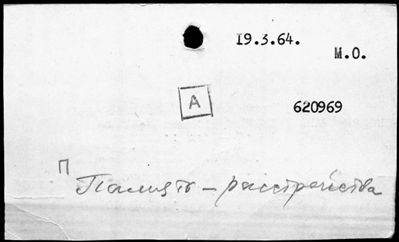 19.3.64.
М.О.
А
620969
П
Память – расстройства